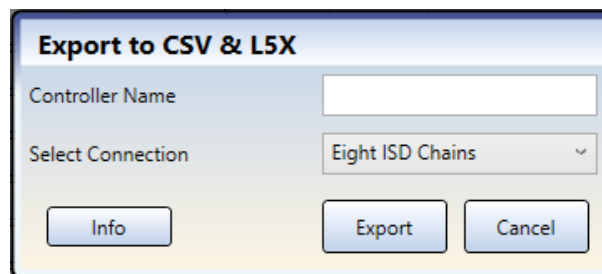 Export to CSV & L5X
Controller Name
Select Connection Eight ISD Chains
Info Export Cancel